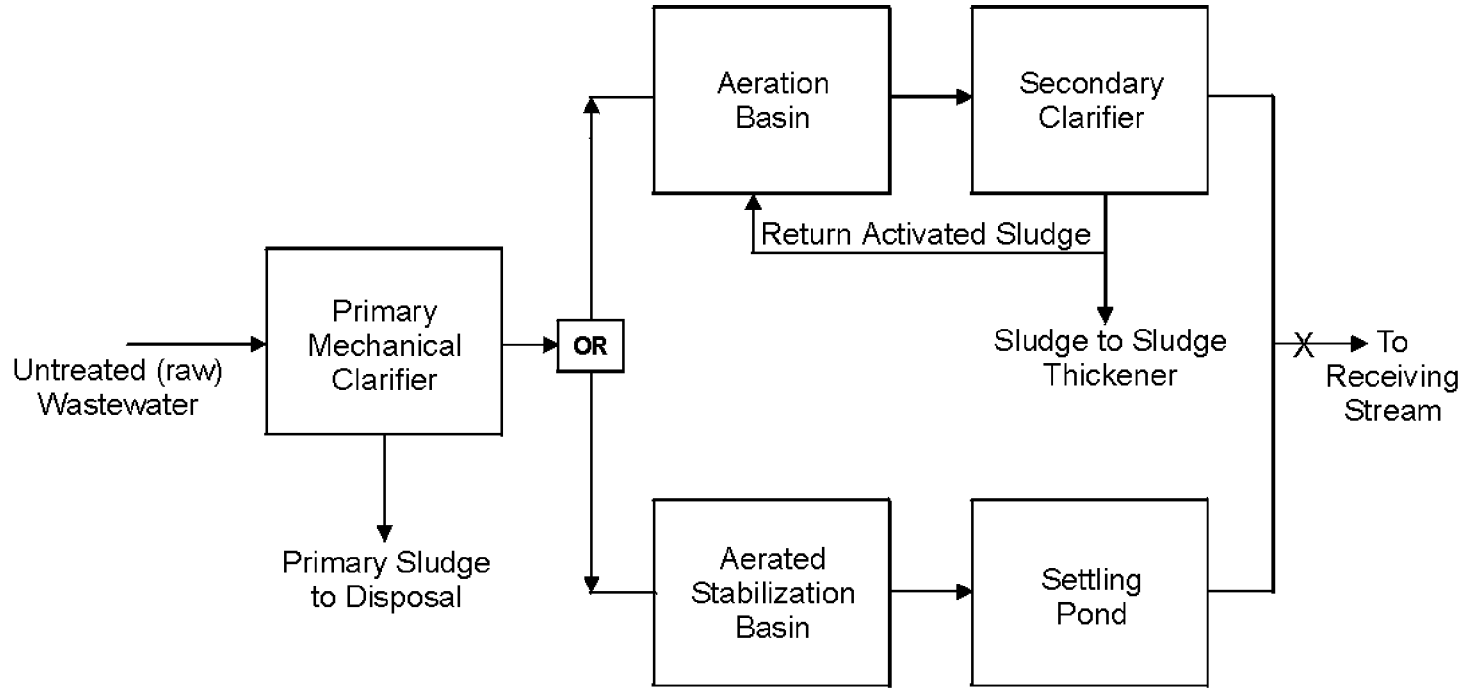 Aeration
Basin
Secondary
Clarifier
Return Activated Sludge
Primary
Mechanical
Clarifier
OR
Untreated (raw)
Wastewater
Sludge to Sludge
Thickener
X
To
Receiving
Stream
Primary Sludge
to Disposal
Aerated
Stabilization
Basin
Settling
Pond